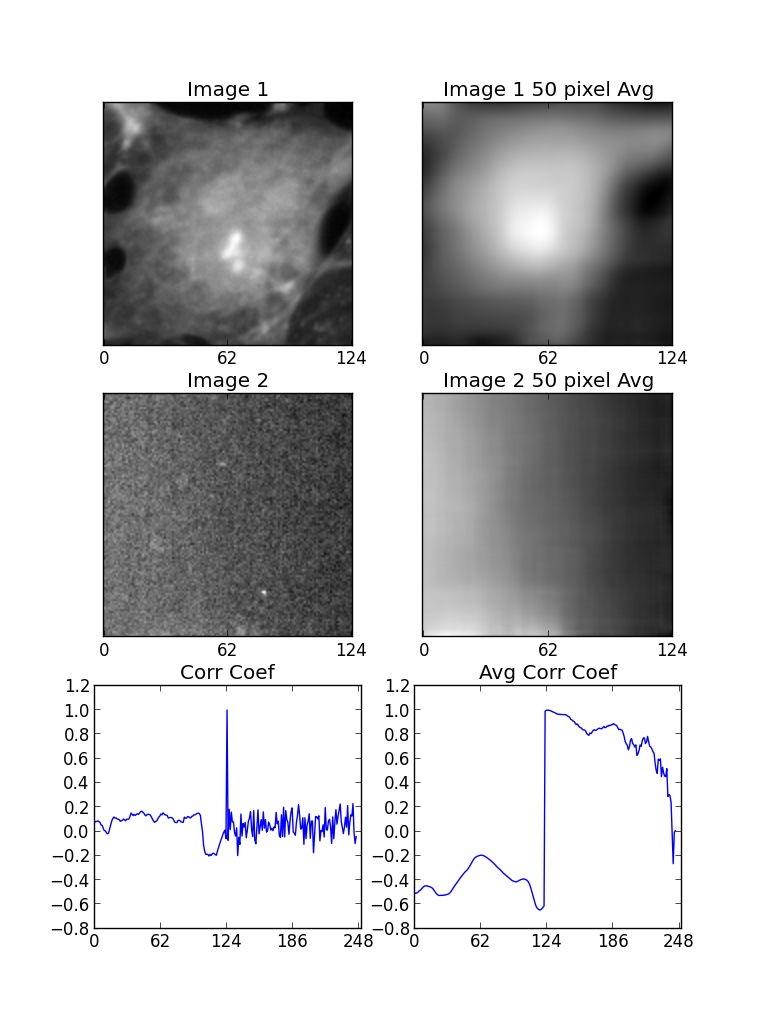 Image 1
Image 1 50 pixel Avg
0 62 124
0 62 124
Image 2
Image 2 50 pixel Avg
0 62 124
0 62 124
Corr Coef
Avg Corr Coef
1.2
1.0
0.8
0.6
0.4
0.2
0.0
−0.2
−0.4
−0.6
−0.8
0 62 124 186 248
1.2
1.0
0.8
0.6
0.4
0.2
0.0
−0.2
−0.4
−0.6
−0.8
0 62 124 186 248